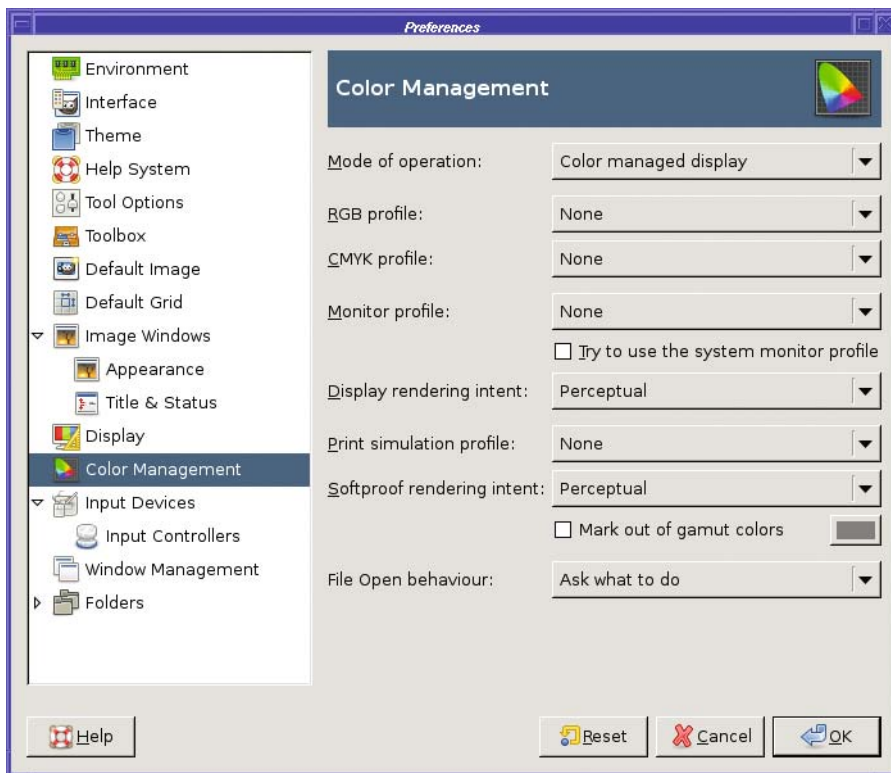 Preferences
Environment
Interface
Theme
Help System
Tool Options
Toolbox
Default Image
Default Grid
Image Windows
Appearance
Title & Status
Display
Color Management
Input Devices
Input Controllers
Window Management
Folders
Color Management
Mode of operation: Color managed display
RGB profile: None
CMYK profile: None
Monitor profile: None
Try to use the system monitor profile
Display rendering intent: Perceptual
Print simulation profile: None
Softproof rendering intent: Perceptual
Mark out of gamut colors
File Open behaviour: Ask what to do
Help Reset Cancel OK